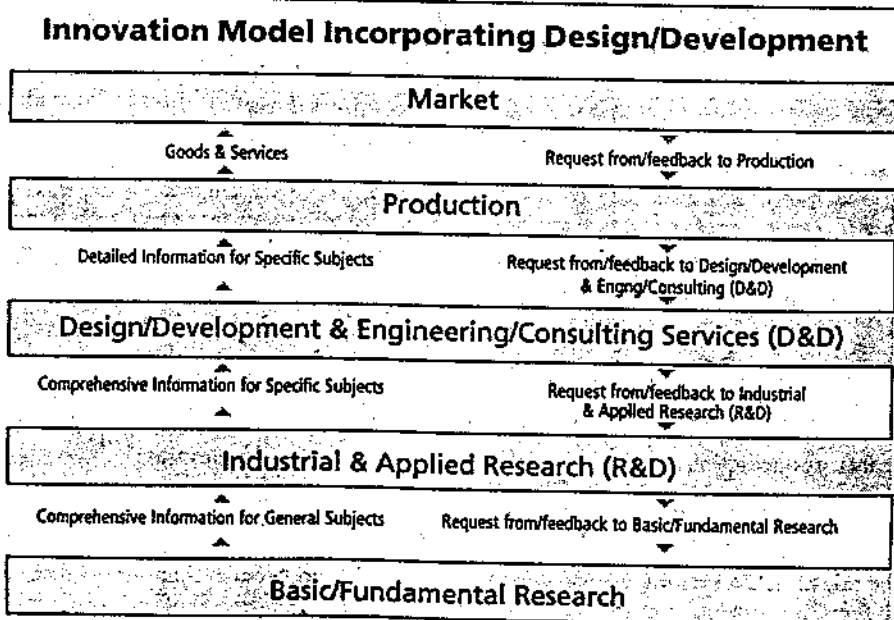 Innovation Model Incorporating Design/Development
Market
Goods & Services
Request from/feedback to Production
Production
Detailed Information for Specific Subjects
Request from/feedback to Design/Development
& Engng/Consulting (D&D)
Design/Development & Engineering/Consulting Services (D&D)
Comprehensive Information for Specific Subjects
Request from/feedback to Industrial
& Applied Research (R&D)
Industrial & Applied Research (R&D)
Comprehensive Information for General Subjects
Request from/feedback to Basic/Fundamental Research
Basic/Fundamental Research